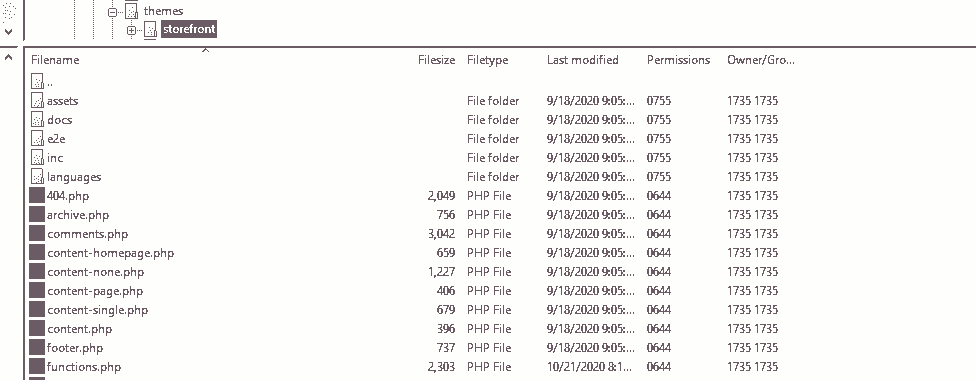 themes
storefront
Filename Filesize Filetype Last modified Permissions Owner/Gro...
..
assets File folder 9/18/2020 9:05:... 0755 1735 1735
docs File folder 9/18/2020 9:05:... 0755 1735 1735
e2e File folder 9/18/2020 9:05:... 0755 1735 1735
inc File folder 9/18/2020 9:05:... 0755 1735 1735
languages File folder 9/18/2020 9:05:... 0755 1735 1735
404.php 2,049 PHP File 9/18/2020 9:05:... 0644 1735 1735
archive.php 756 PHP File 9/18/2020 9:05:... 0644 1735 1735
comments.php 3,042 PHP File 9/18/2020 9:05:... 0644 1735 1735
content-homepage.php 659 PHP File 9/18/2020 9:05:... 0644 1735 1735
content-none.php 1,227 PHP File 9/18/2020 9:05:... 0644 1735 1735
content-page.php 406 PHP File 9/18/2020 9:05:... 0644 1735 1735
content-single.php 679 PHP File 9/18/2020 9:05:... 0644 1735 1735
content.php 396 PHP File 9/18/2020 9:05:... 0644 1735 1735
footer.php 737 PHP File 9/18/2020 9:05:... 0644 1735 1735
functions.php 2,303 PHP File 10/21/2020 8:1... 0644 1735 1735